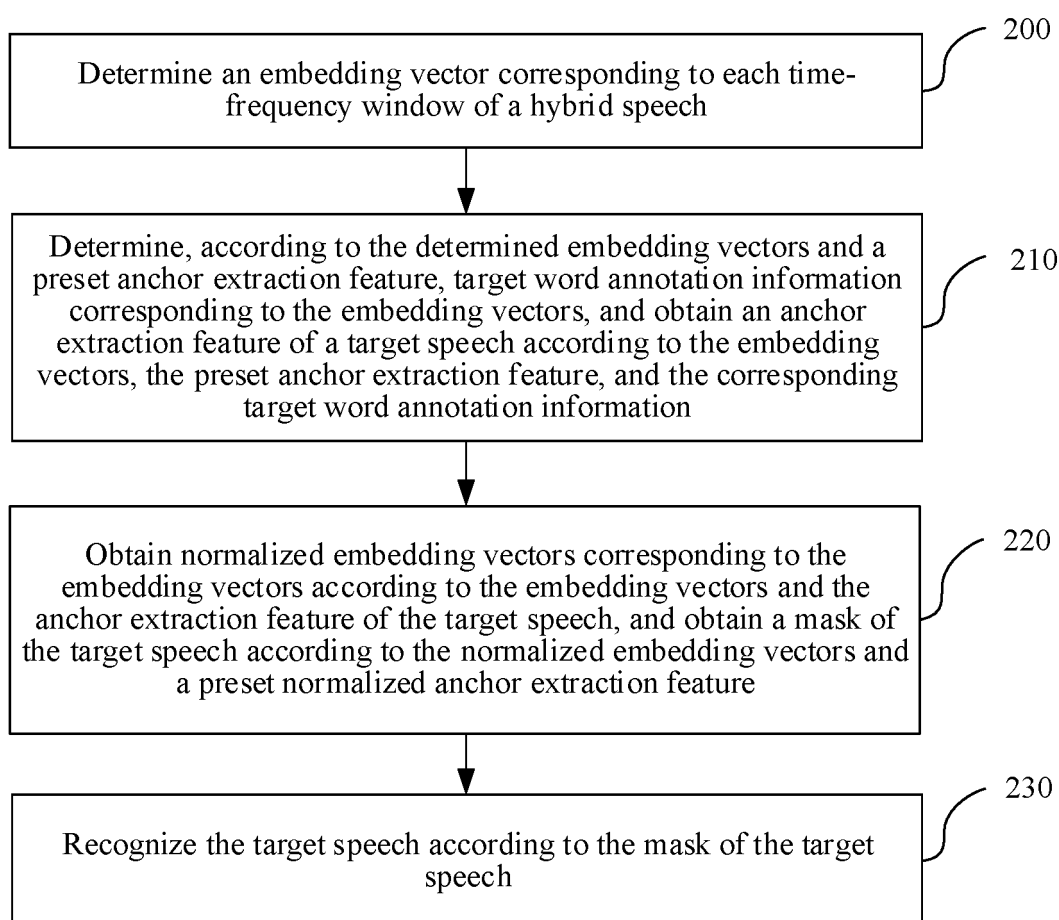 200
Determine an embedding vector corresponding to each time-
frequency window of a hybrid speech
210
Determine, according to the determined embedding vectors and a
preset anchor extraction feature, target word annotation information
corresponding to the embedding vectors, and obtain an anchor
extraction feature of a target speech according to the embedding
vectors, the preset anchor extraction feature, and the corresponding
target word annotation information
220
Obtain normalized embedding vectors corresponding to the
embedding vectors according to the embedding vectors and the
anchor extraction feature of the target speech, and obtain a mask of
the target speech according to the normalized embedding vectors and
a preset normalized anchor extraction feature
230
Recognize the target speech according to the mask of the target
speech